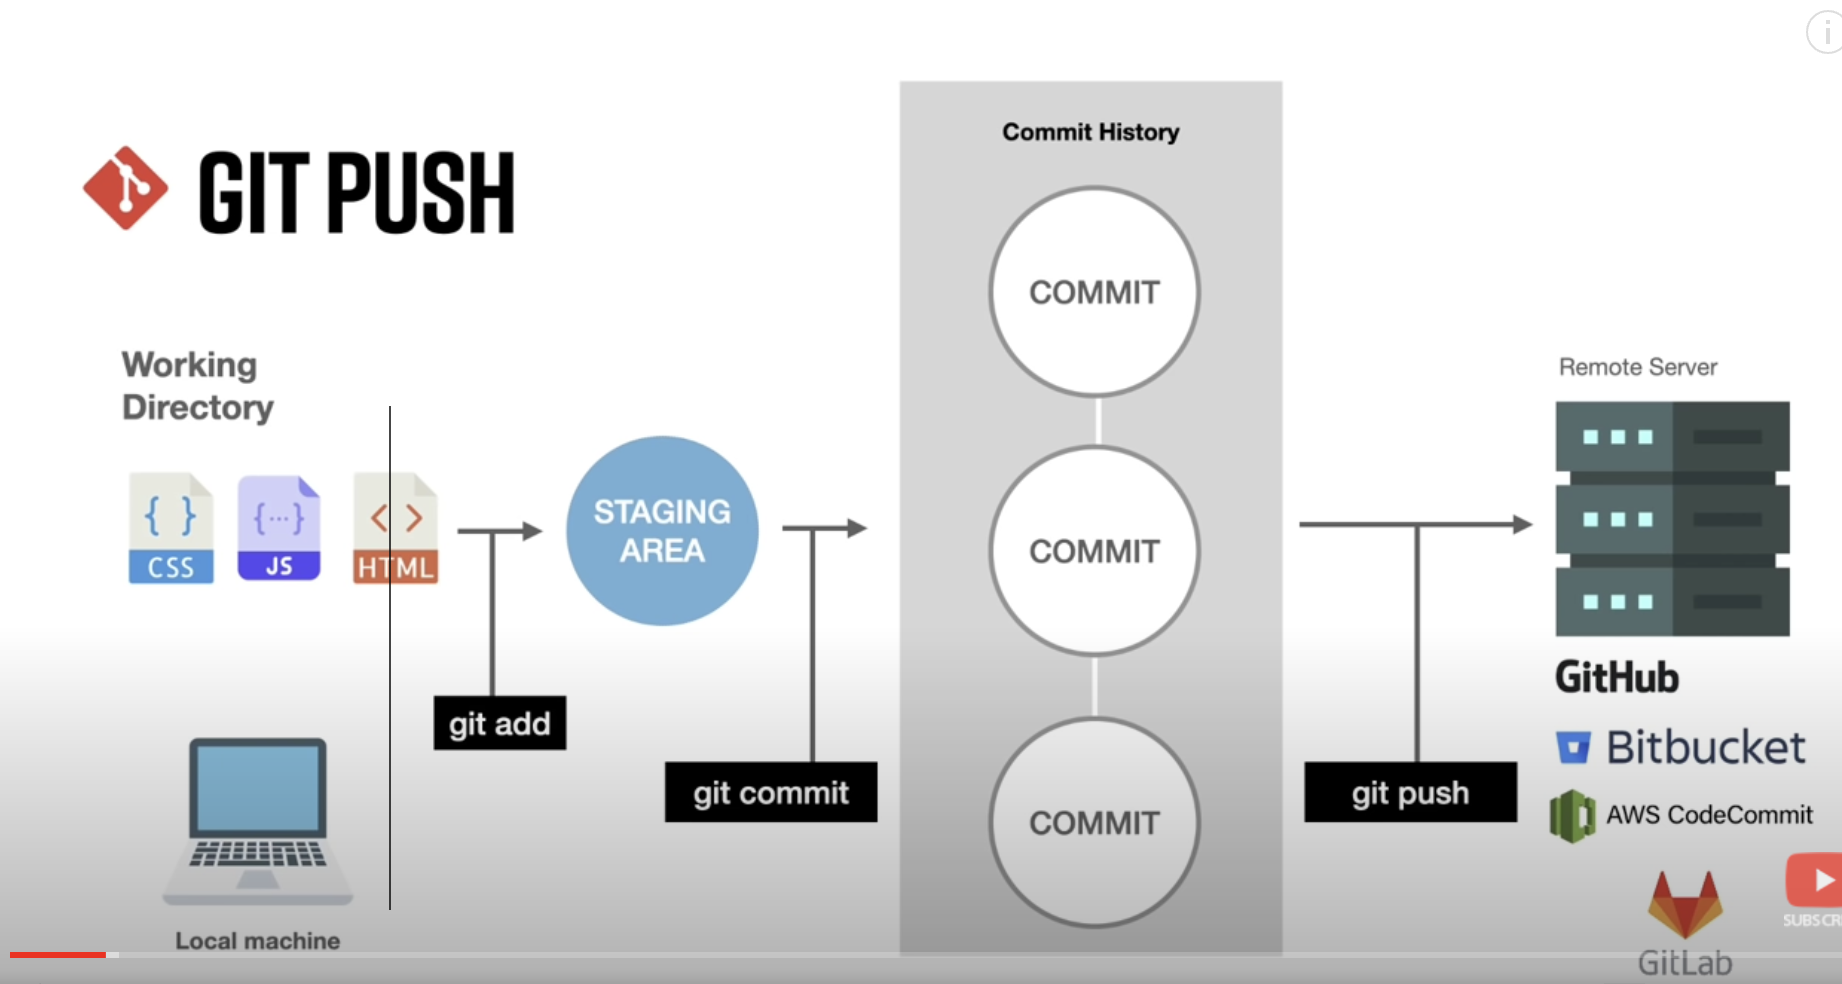 GIT PUSH
Commit History
COMMIT
Working
Directory
Remote Server
{ }
CSS
{...}
JS
< >
HTML
STAGING
AREA
COMMIT
git add
git commit
git push
GitHub
Bitbucket
AWS CodeCommit
COMMIT
Local machine
SUBSCRI
GitLab